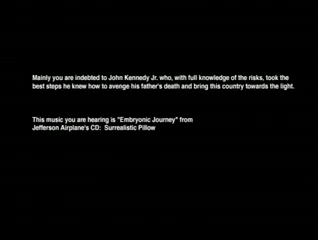 Mainly you are indebted to John Kennedy Jr. who, with full knowledge of the risks, took the
best steps he knew how to avenge his father's death and bring this country towards the light.
This music you are hearing is "Embryonic Journey" from
Jefferson Airplane's CD: Surrealistic Pillow